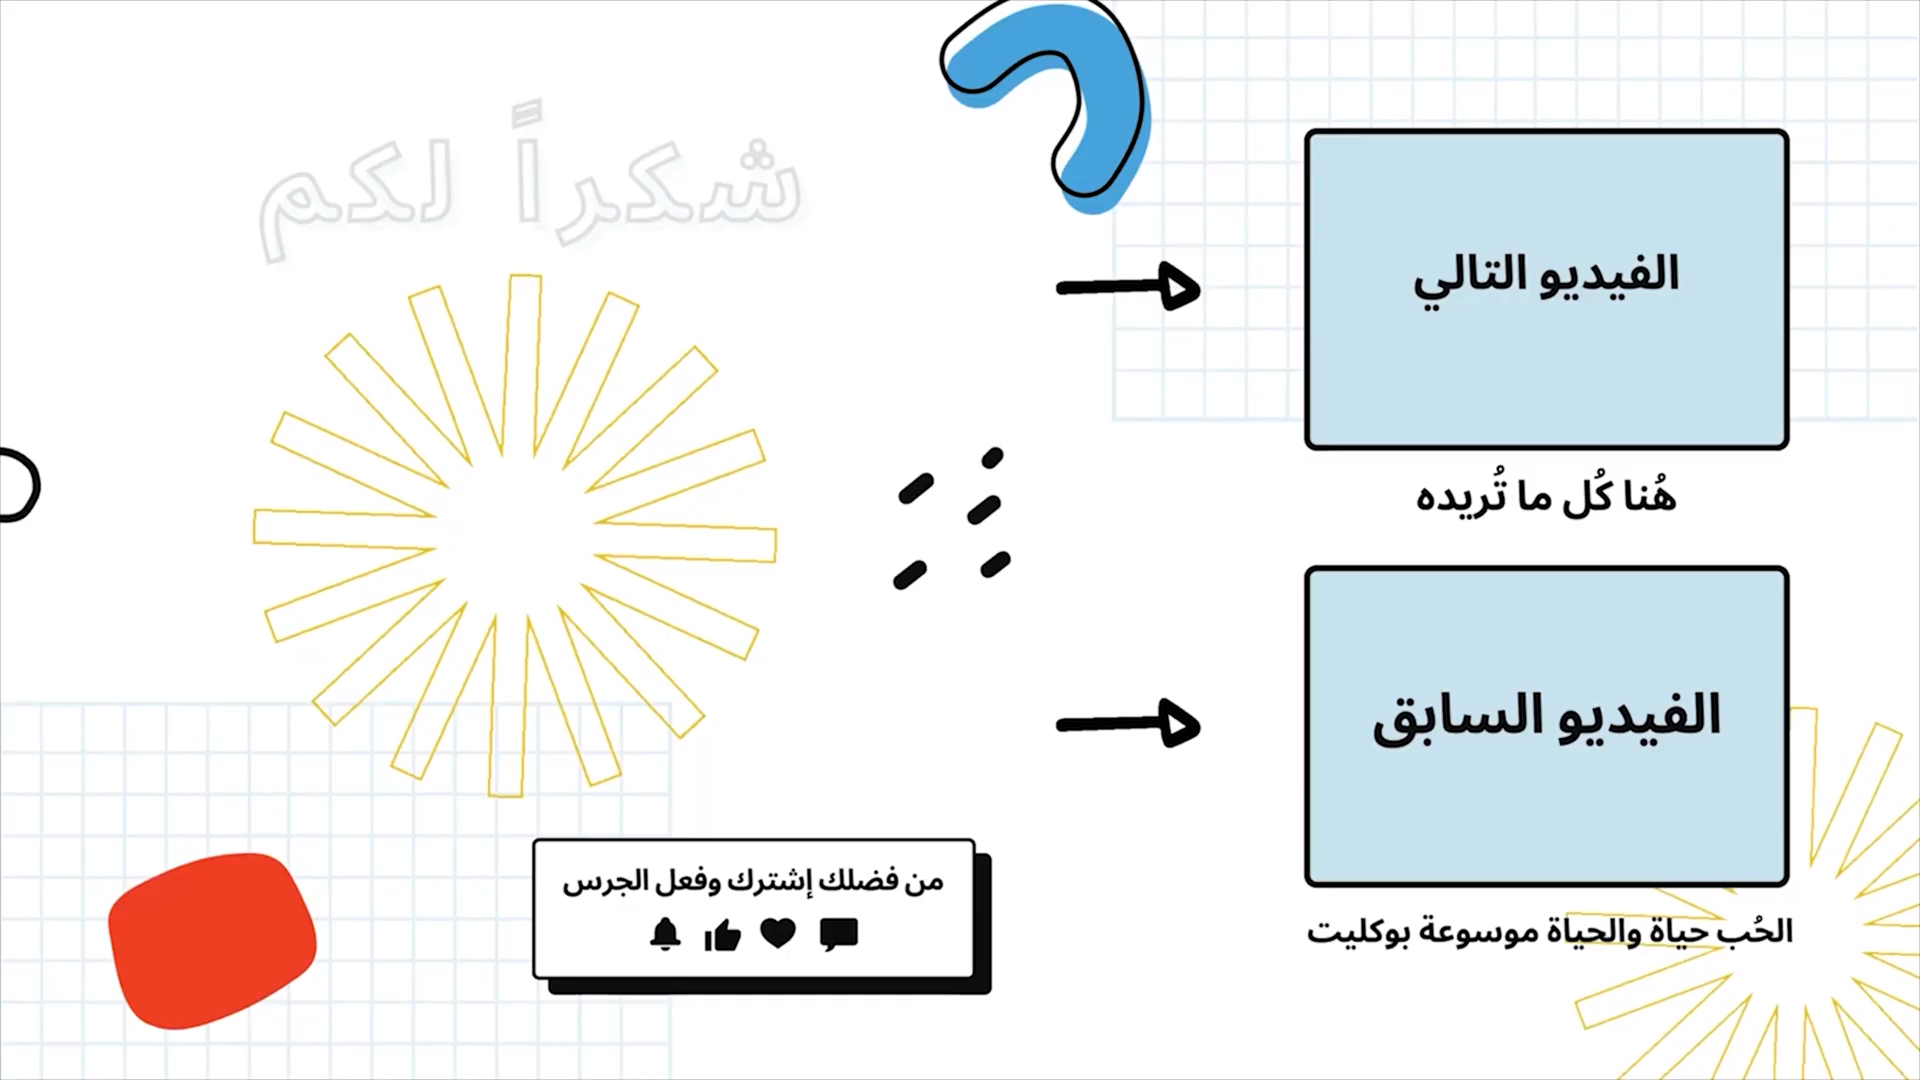 شكراً لكم
الفيديو التالي
هُنا كُل ما تُريده
الفيديو السابق
الحُب حياة والحياة موسوعة بوكليت
من فضلك إشترك وفعل الجرس